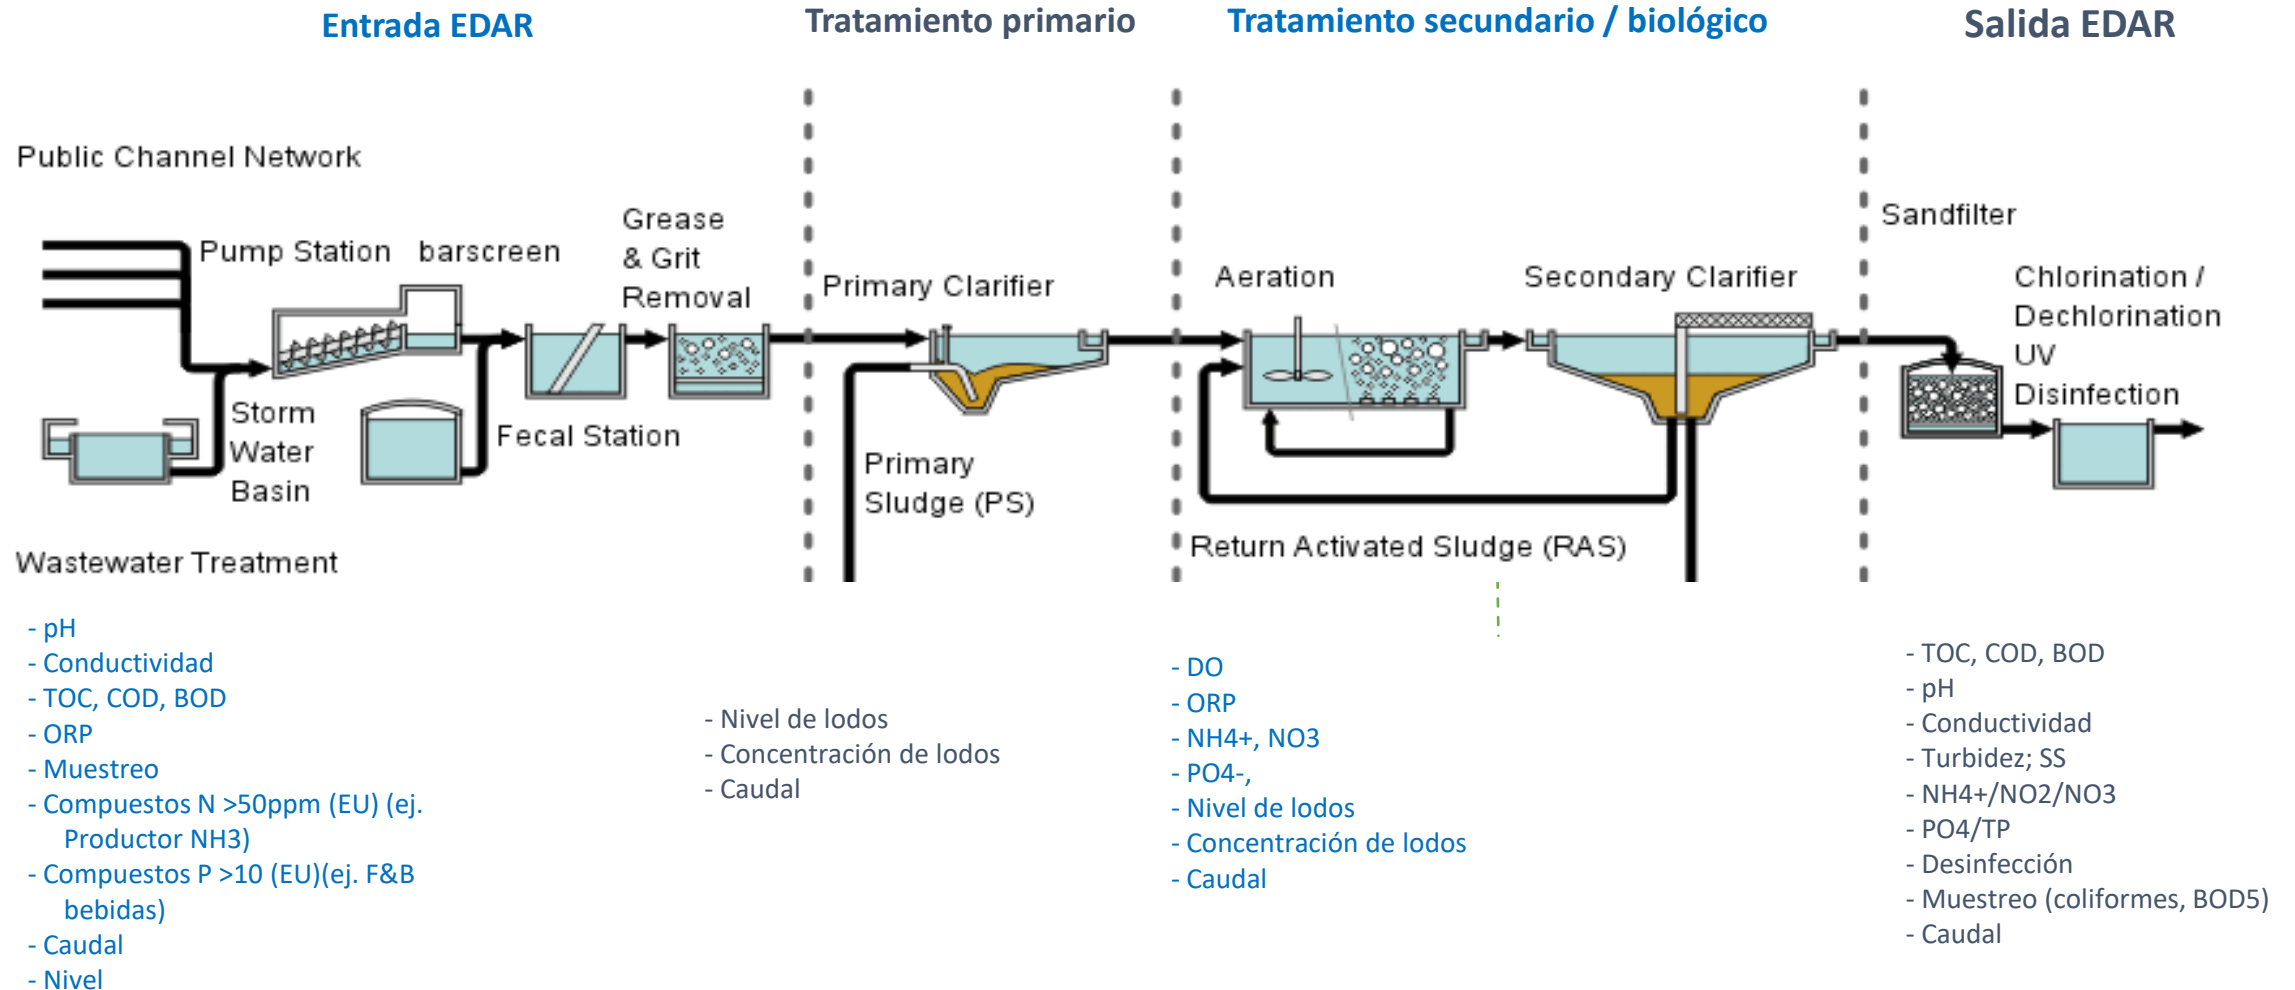 Entrada EDAR
Tratamiento primario
Tratamiento secundario / biológico
Salida EDAR
Public Channel Network
Pump Station
barscreen
Grease
& Grit
Removal
Storm
Water
Basin
Fecal Station
Wastewater Treatment
Primary Clarifier
Primary
Sludge (PS)
Aeration
Secondary Clarifier
Return Activated Sludge (RAS)
Sandfilter
Chlorination /
Dechlorination
UV
Disinfection
- pH
- Conductividad
- TOC, COD, BOD
- ORP
- Muestreo
- Compuestos N >50ppm (EU) (ej.
Productor NH3)
- Compuestos P >10 (EU)(ej. F&B
bebidas)
- Caudal
- Nivel
- Nivel de lodos
- Concentración de lodos
- Caudal
- DO
- ORP
- NH4+, NO3
- PO4-,
- Nivel de lodos
- Concentración de lodos
- Caudal
- TOC, COD, BOD
- pH
- Conductividad
- Turbidez; SS
- NH4+/NO2/NO3
- PO4/TP
- Desinfección
- Muestreo (coliformes, BOD5)
- Caudal